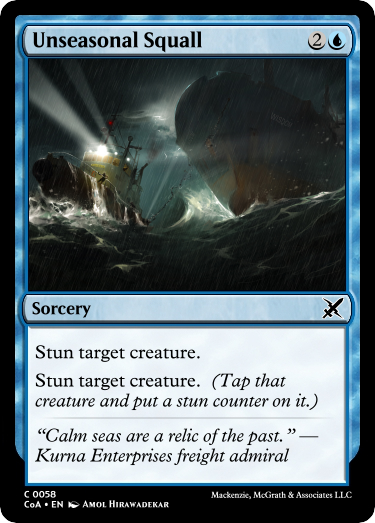 Unseasonal Squall
2
Sorcery
Stun target creature.
Stun target creature. (Tap that
creature and put a stun counter on it.)
“Calm seas are a relic of the past.” —
Kurna Enterprises freight admiral
C 0058
CoA • EN Amol Hirawadekar
Mackenzie, McGrath & Associates LLC